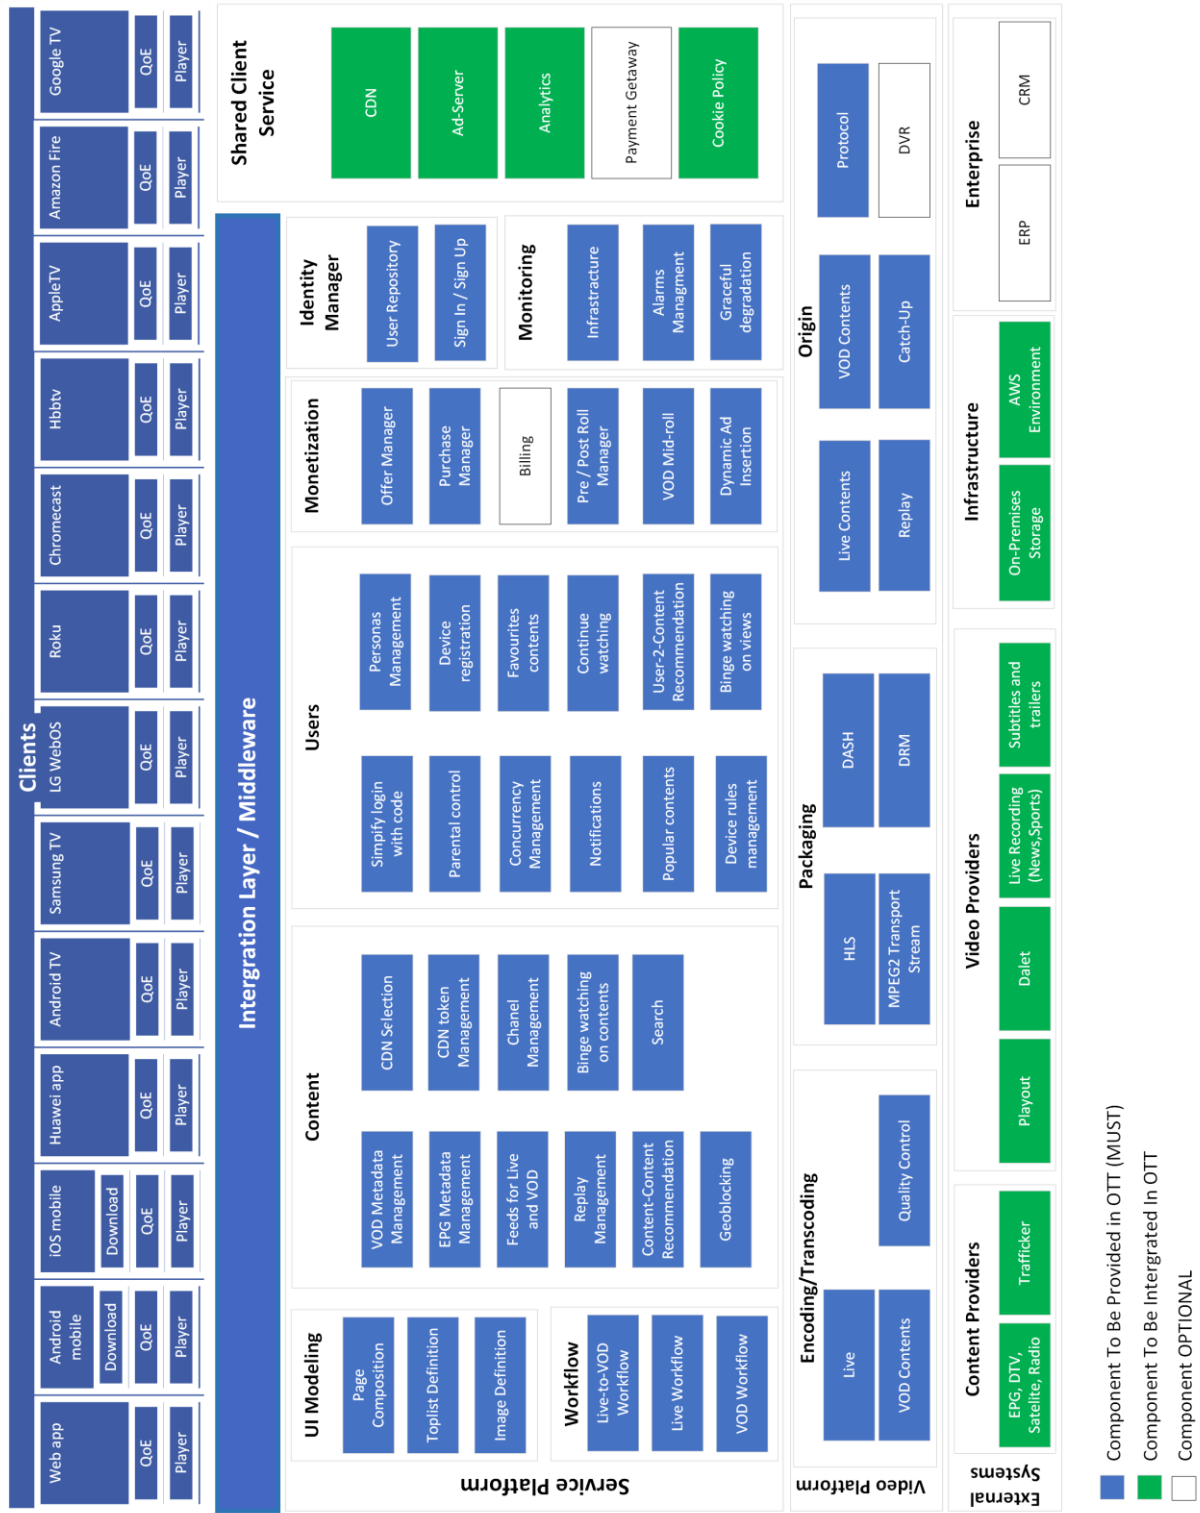 Clients
Web app
QoE
Player
Android
mobile
Download
QoE
Player
iOS mobile
Download
QoE
Player
Huawei app
QoE
Player
Android TV
QoE
Player
Samsung TV
QoE
Player
LG WebOS
QoE
Player
Roku
QoE
Player
Chromecast
QoE
Player
Hbbtv
QoE
Player
AppleTV
QoE
Player
Amazon Fire
QoE
Player
Google TV
QoE
Player
Intergration Layer / Middleware
Shared Client
Service
CDN
Ad-Server
Analytics
Payment Getaway
Cookie Policy
Service Platform
UI Modeling
Page
Composition
Toplist Definition
Image Definition
Workflow
Live-to-VOD
Workflow
Live Workflow
VOD Workflow
Content
VOD Metadata
Management
EPG Metadata
Management
Feeds for Live
and VOD
Replay
Management
Content-Content
Recommendation
Geoblocking
CDN Selection
CDN token
Management
Chanel
Management
Binge watching
on contents
Search
Users
Simpify login
with code
Parental control
Concurrency
Management
Notifications
Popular contents
Device rules
management
Personas
Management
Device
registration
Favourites
contents
Continue
watching
User-2-Content
Recommendation
Binge watching
on views
Monetization
Offer Manager
Purchase
Manager
Billing
Pre / Post Roll
Manager
VOD Mid-roll
Dynamic Ad
Insertion
Identity
Manager
User Repository
Sign In / Sign Up
Monitoring
Infrastructure
Alarms
Managment
Graceful
degradation
Video Platform
Encoding/Transcoding
Live
VOD Contents
Quality Control
Packaging
HLS
MPEG2 Transport
Stream
DASH
DRM
Origin
Live Contents
Replay
VOD Contents
Catch-Up
Protocol
DVR
External
Systems
Content Providers
EPG, DTV,
Satelite, Radio
Trafficker
Video Providers
Playout
Dalet
Live Recording
(News,Sports)
Subtitles and
trailers
Infrastructure
On-Premises
Storage
AWS
Environment
Enterprise
ERP
CRM
Component To Be Provided in OTT (MUST)
Component To Be Intergrated In OTT
Component OPTIONAL